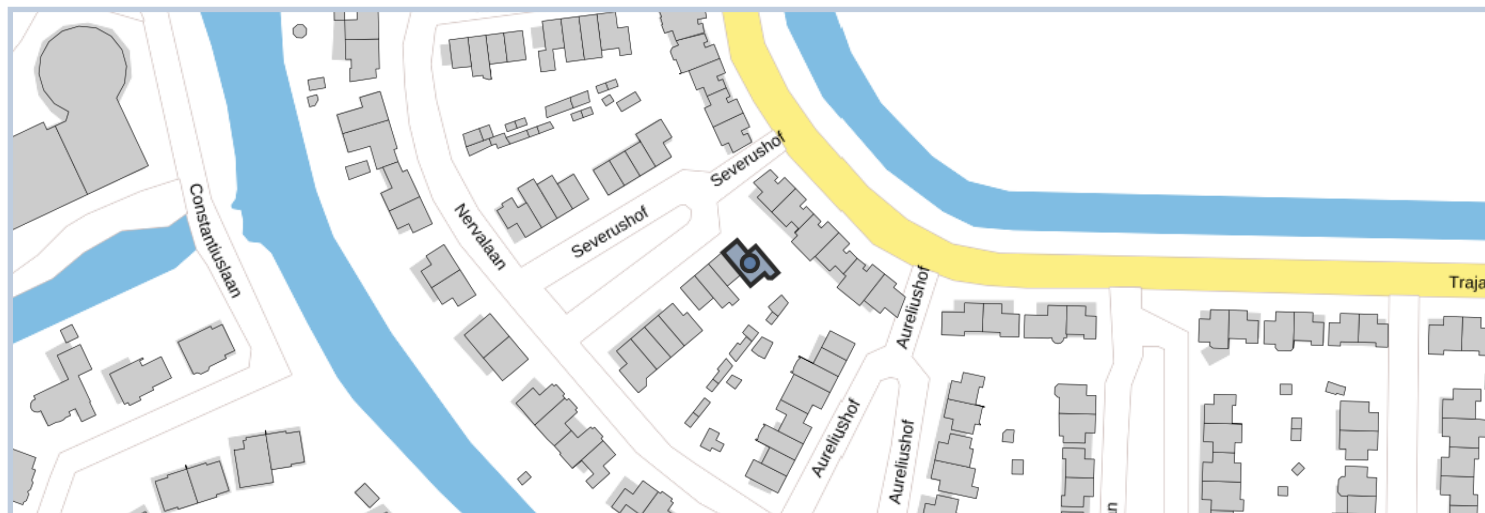 Severushof
Constantiuslaan
Nervalaan
Severushof
Aureliushof
Traja
Aureliushof
Aureliushof
n